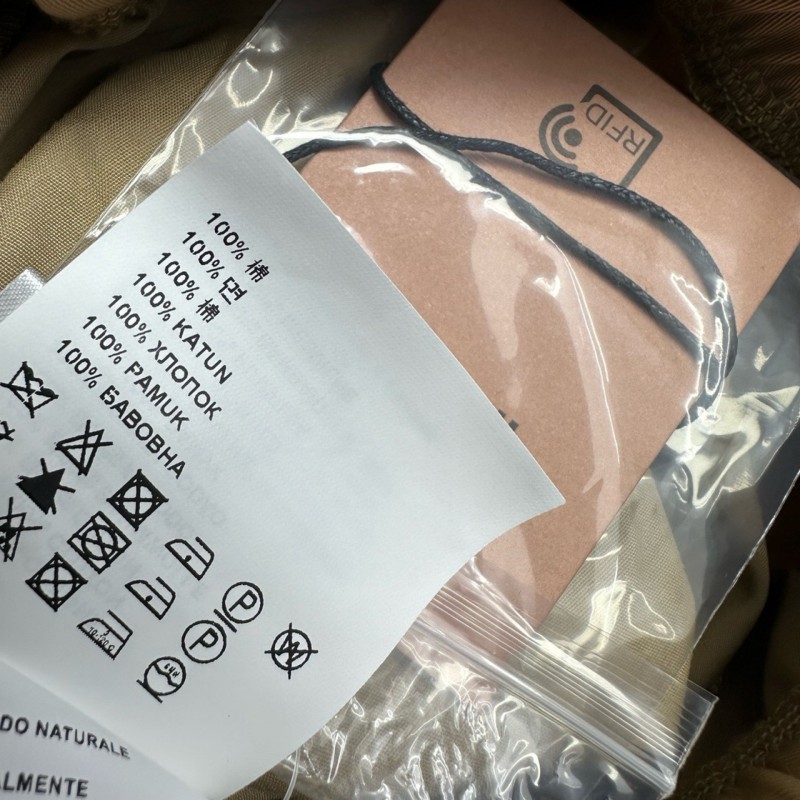 100% 棉
100% 면
100% 棉
100% KATUN
100% ХЛОПОК
100% PAMUK
100% БАВОВНА
P
P
W
DO NATURALE
ALMENTE
RFID